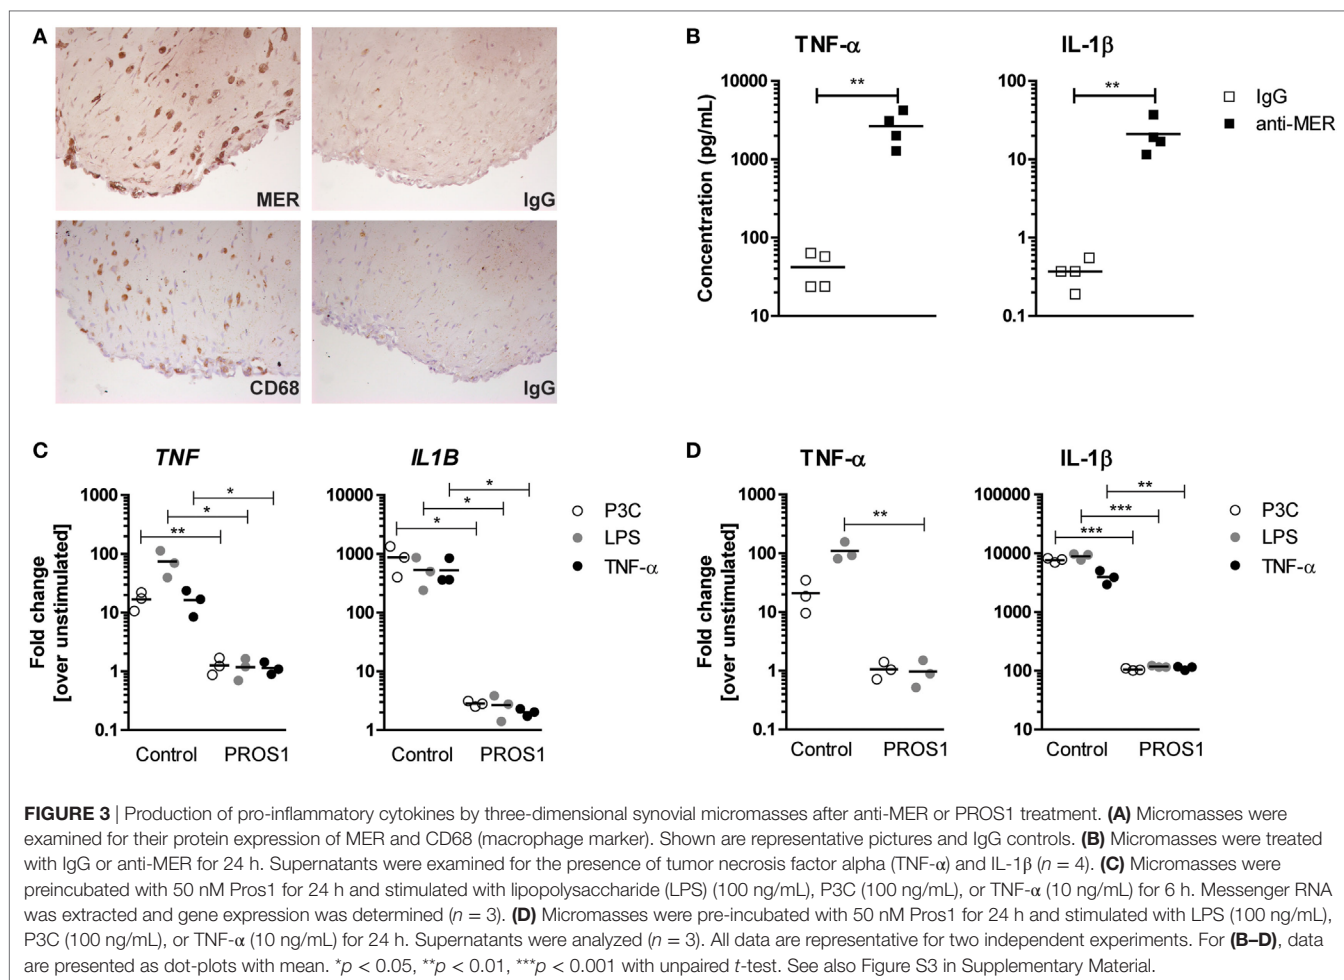 A
MER
IgG
CD68
IgG
B
TNF-α
IL-1β
**
**
Concentration (pg/mL)
10000
1000
100
10
100
10
1
0.1
IgG
anti-MER
C
TNF
IL1B
*
*
**
*
*
*
Fold change
[over unstimulated]
1000
100
10
1
0.1
10000
1000
100
10
1
Control
PROS1
Control
PROS1
P3C
LPS
TNF-α
D
TNF-α
IL-1β
**
**
***
***
Fold change
[over unstimulated]
1000
100
10
1
0.1
100000
10000
1000
100
10
Control
PROS1
Control
PROS1
P3C
LPS
TNF-α
FIGURE 3 | Production of pro-inflammatory cytokines by three-dimensional synovial micromasses after anti-MER or PROS1 treatment. (A) Micromasses were
examined for their protein expression of MER and CD68 (macrophage marker). Shown are representative pictures and IgG controls. (B) Micromasses were treated
with IgG or anti-MER for 24 h. Supernatants were examined for the presence of tumor necrosis factor alpha (TNF-α) and IL-1β (n = 4). (C) Micromasses were
preincubated with 50 nM Pros1 for 24 h and stimulated with lipopolysaccharide (LPS) (100 ng/mL), P3C (100 ng/mL), or TNF-α (10 ng/mL) for 6 h. Messenger RNA
was extracted and gene expression was determined (n = 3). (D) Micromasses were pre-incubated with 50 nM Pros1 for 24 h and stimulated with LPS (100 ng/mL),
P3C (100 ng/mL), or TNF-α (10 ng/mL) for 24 h. Supernatants were analyzed (n = 3). All data are representative for two independent experiments. For (B–D), data
are presented as dot-plots with mean. *p < 0.05, **p < 0.01, ***p < 0.001 with unpaired t-test. See also Figure S3 in Supplementary Material.